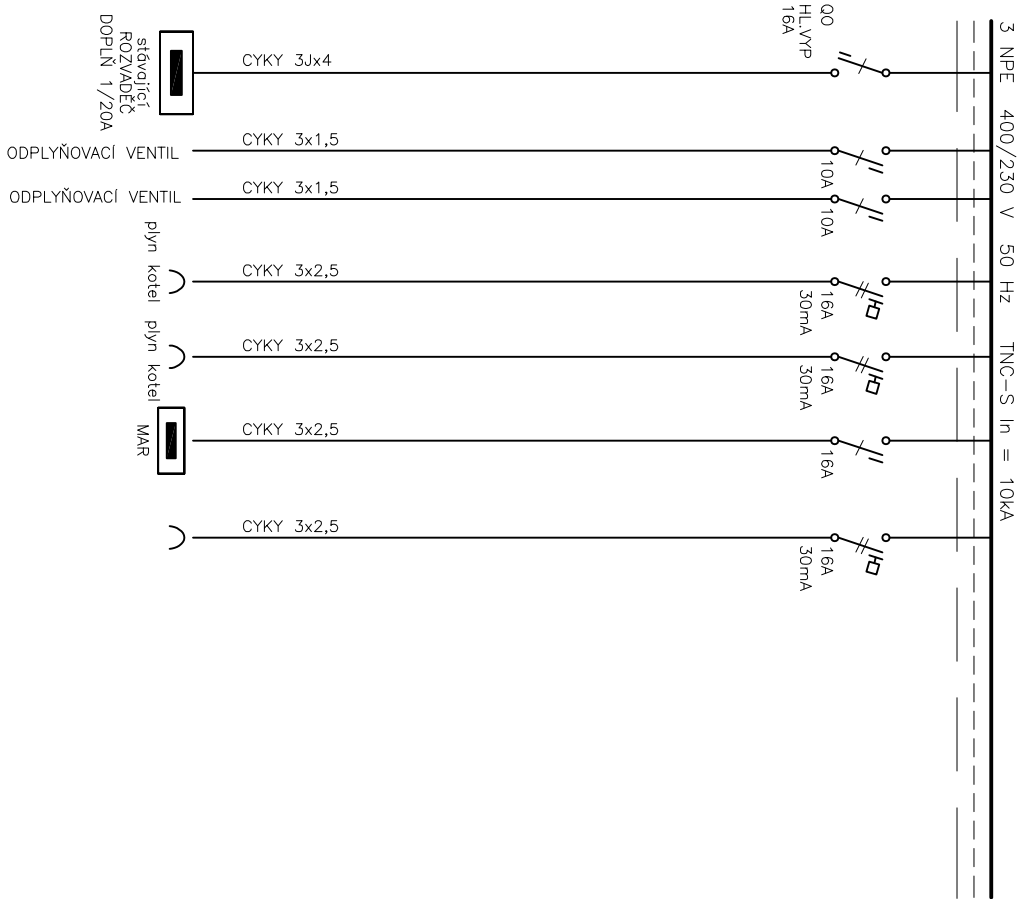 3 NPE 400/230 V 50 Hz TNC-S In = 10kA
Q0
HL.VYP
16A
CYKY 3Jx4
stávající
ROZVADĚČ
DOPLŇ 1/20A
ODPLYŇOVACÍ VENTIL
CYKY 3x1,5
10A
ODPLYŇOVACÍ VENTIL
CYKY 3x1,5
10A
plyn kotel
CYKY 3x2,5
16A
30mA
plyn kotel
CYKY 3x2,5
16A
30mA
MAR
CYKY 3x2,5
16A
CYKY 3x2,5
16A
30mA